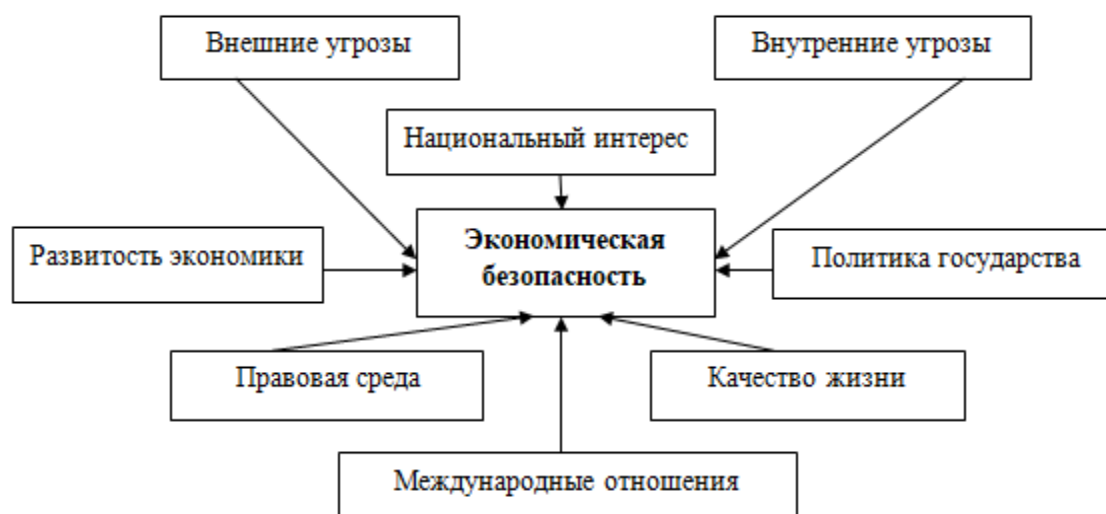 Внешние угрозы
Внутренние угрозы
Национальный интерес
Экономическая
безопасность
Развитость экономики
Политика государства
Правовая среда
Качество жизни
Международные отношения